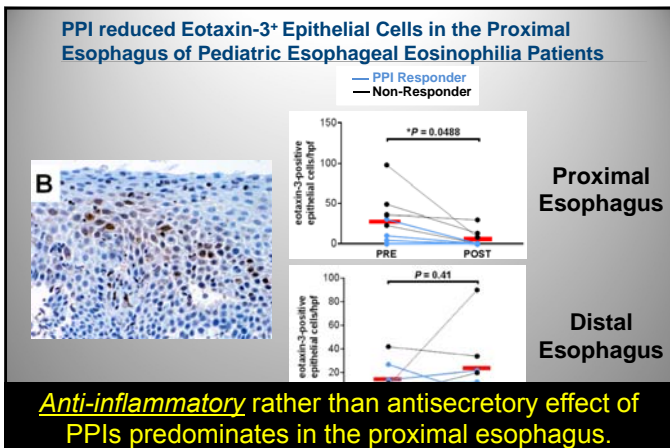 PPI reduced Eotaxin-3⁺ Epithelial Cells in the Proximal
Esophagus of Pediatric Esophageal Eosinophilia Patients
PPI Responder
Non-Responder
B
eotaxin-3-positive
epithelial cells/hpf
150
100
50
0
*P = 0.0488
PRE
POST
Proximal
Esophagus
eotaxin-3-positive
epithelial cells/hpf
100
80
60
40
20
P = 0.41
Distal
Esophagus
Anti-inflammatory rather than antisecretory effect of
PPIs predominates in the proximal esophagus.